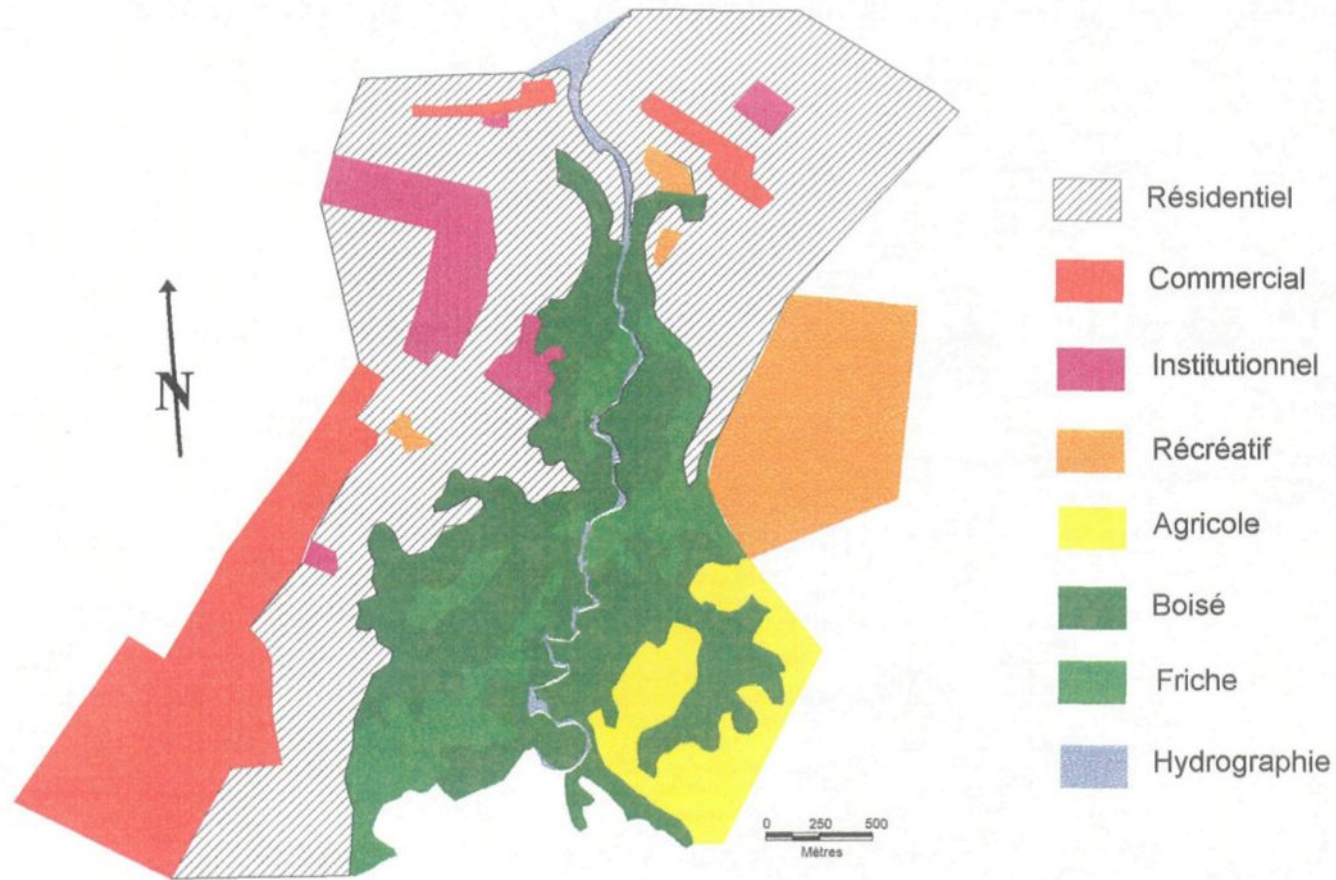 N
Résidentiel
Commercial
Institutionnel
Récréatif
Agricole
Boisé
Friche
Hydrographie
0 250 500
Mètres